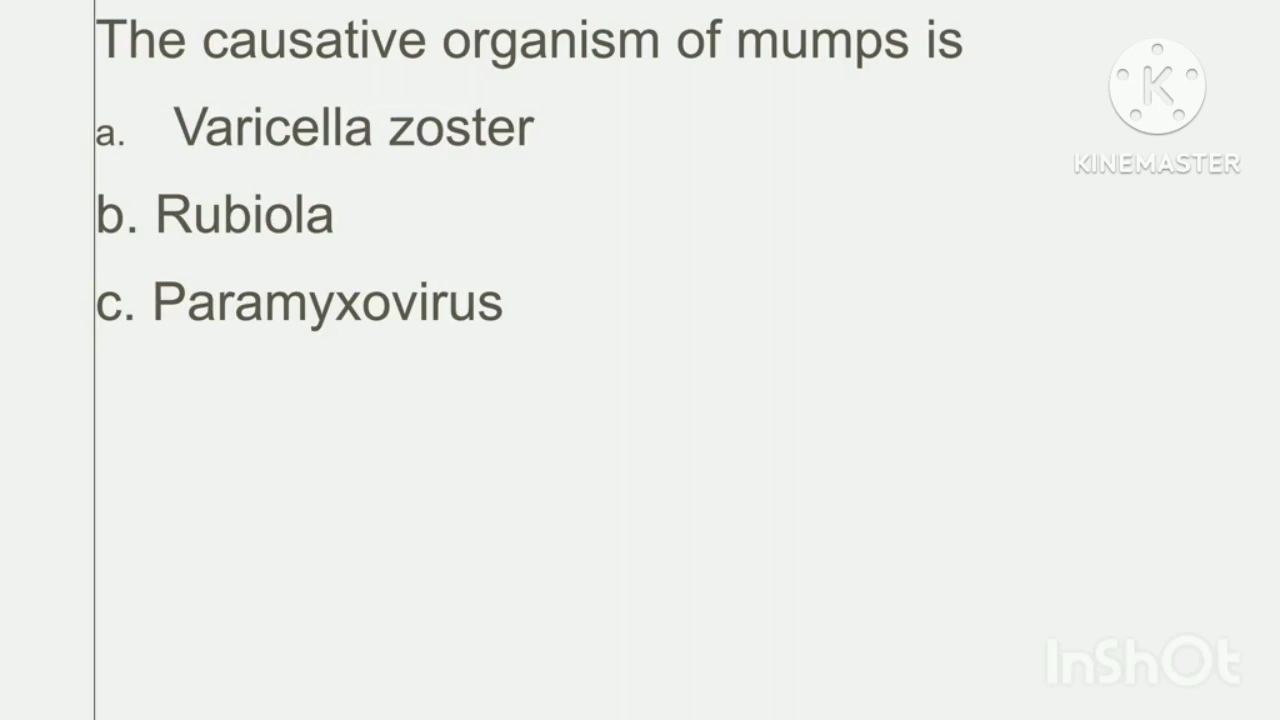 The causative organism of mumps is
a. Varicella zoster
b. Rubiola
c. Paramyxovirus
K
KINEMASTER
InShOt